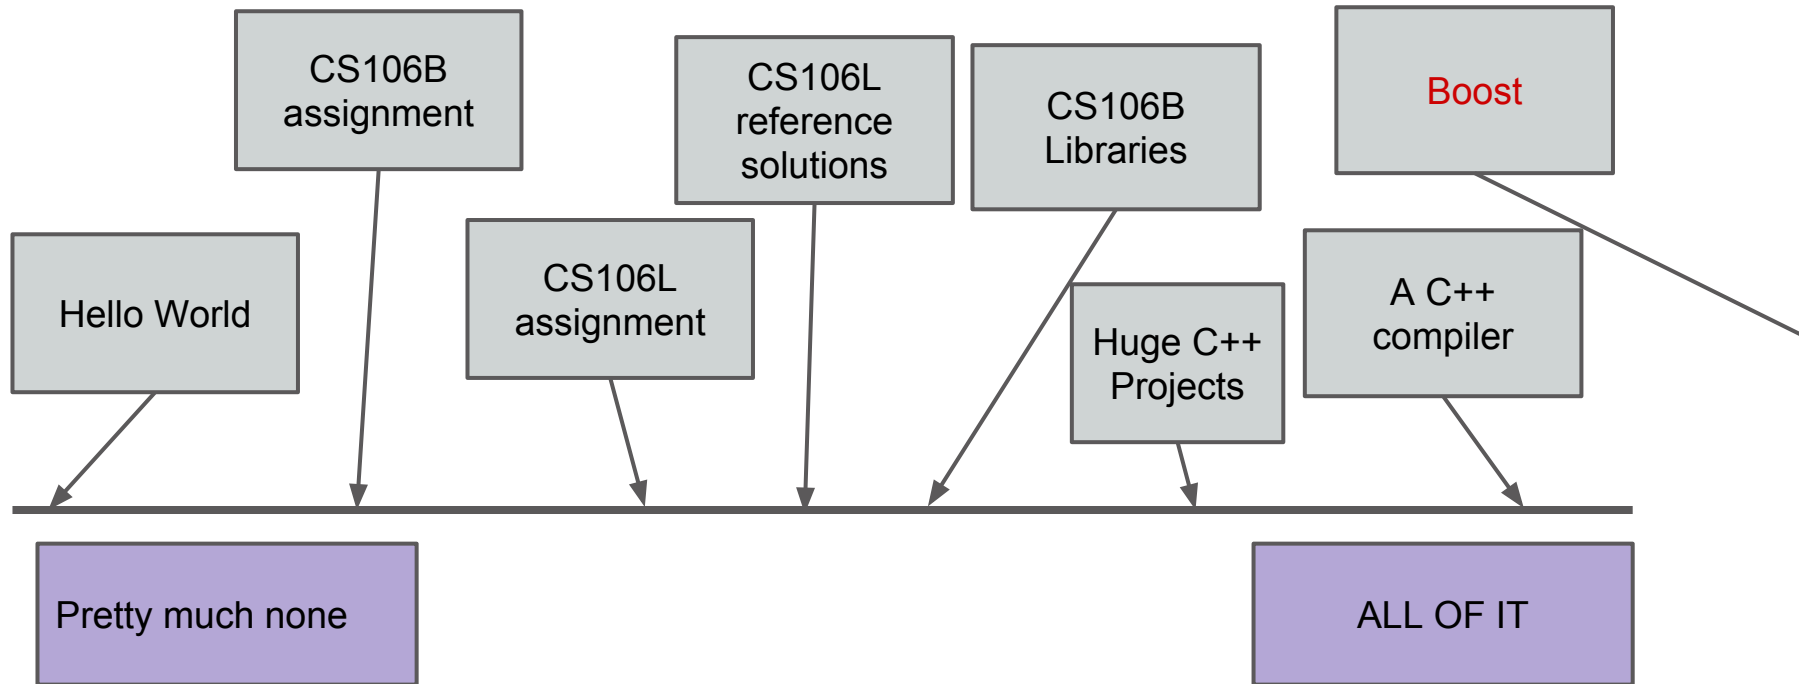 CS106B
assignment
CS106L
reference
solutions
CS106B
Libraries
Boost
Hello World
CS106L
assignment
Huge C++
Projects
A C++
compiler
Pretty much none
ALL OF IT